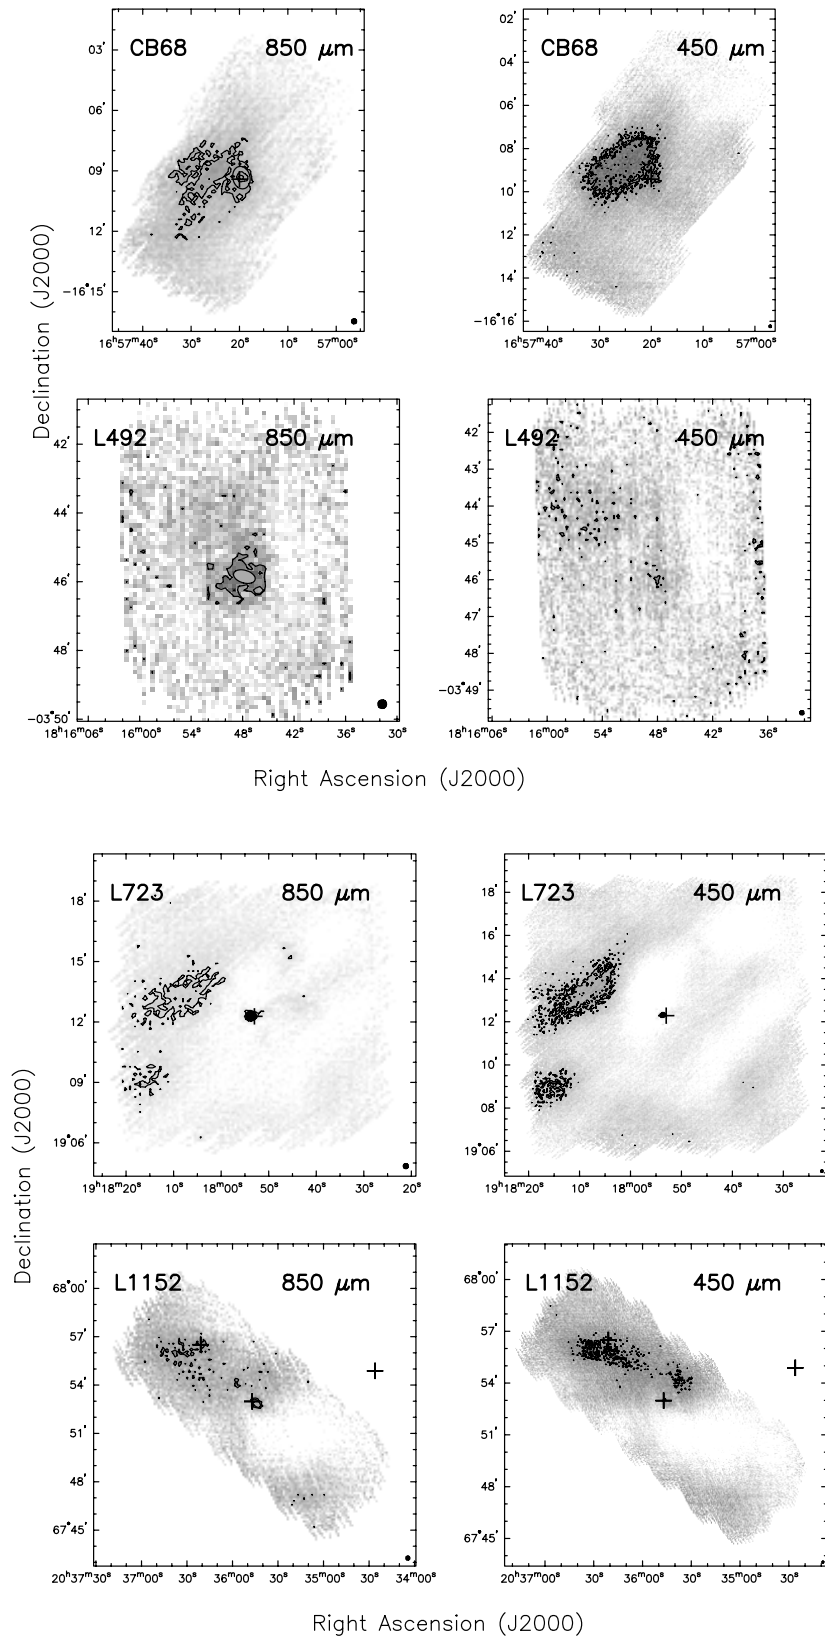 CB68 850 μm
03'
06'
09'
12'
−16°15'
16ʰ57ᵐ40ˢ 30ˢ 20ˢ 10ˢ 57ᵐ00ˢ
CB68 450 μm
02'
04'
06'
08'
10'
12'
14'
−16°16'
16ʰ57ᵐ40ˢ 30ˢ 20ˢ 10ˢ 57ᵐ00ˢ
Declination (J2000)
L492 850 μm
42'
44'
46'
48'
−03°50'
18ʰ16ᵐ06ˢ 16ᵐ00ˢ 54ˢ 48ˢ 42ˢ 36ˢ 30ˢ
L492 450 μm
42'
43'
44'
45'
46'
47'
48'
−03°49'
18ʰ16ᵐ06ˢ 16ᵐ00ˢ 54ˢ 48ˢ 42ˢ 36ˢ
Right Ascension (J2000)
L723 850 μm
18'
15'
12'
09'
19°06'
19ʰ18ᵐ20ˢ 10ˢ 18ᵐ00ˢ 50ˢ 40ˢ 30ˢ 20ˢ
L723 450 μm
18'
16'
14'
12'
10'
08'
19°06'
19ʰ18ᵐ20ˢ 10ˢ 18ᵐ00ˢ 50ˢ 40ˢ 30ˢ
Declination (J2000)
L1152 850 μm
68°00'
57'
54'
51'
48'
67°45'
20ʰ37ᵐ30ˢ 37ᵐ00ˢ 30ˢ 36ᵐ00ˢ 30ˢ 35ᵐ00ˢ 30ˢ 34ᵐ00ˢ
L1152 450 μm
68°00'
57'
54'
51'
48'
67°45'
20ʰ37ᵐ00ˢ 30ˢ 36ᵐ00ˢ 30ˢ 35ᵐ00ˢ 30ˢ
Right Ascension (J2000)